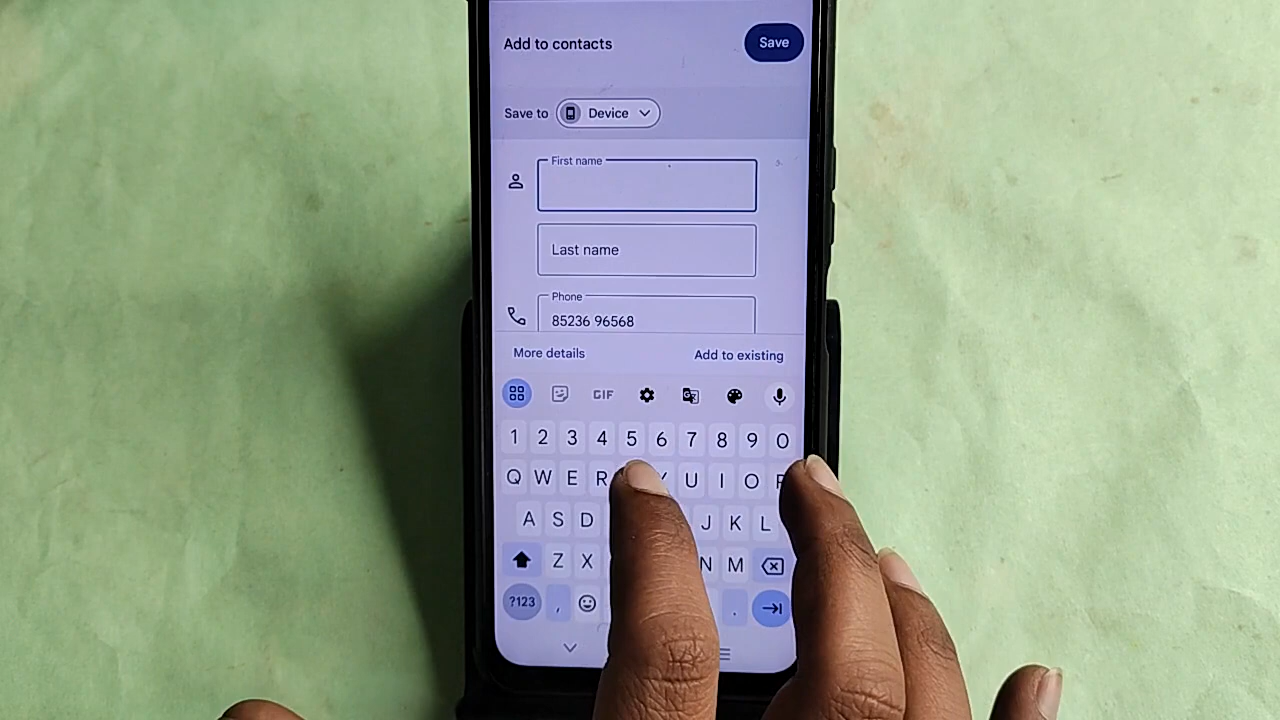 Add to contacts Save
Save to Device
First name
Last name
Phone
85236 96568
More details Add to existing
GIF
1 2 3 4 5 6 7 8 9 0
Q W E R Y U I O P
A S D J K L
Z X N M
?123 , .